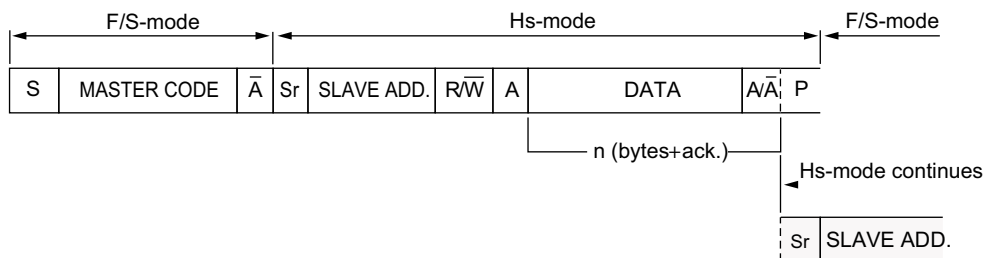 F/S-mode Hs-mode F/S-mode
S MASTER CODE A̅ Sr SLAVE ADD. R/W̅ A DATA A/A̅ P
n (bytes+ack.)
Hs-mode continues
Sr SLAVE ADD.